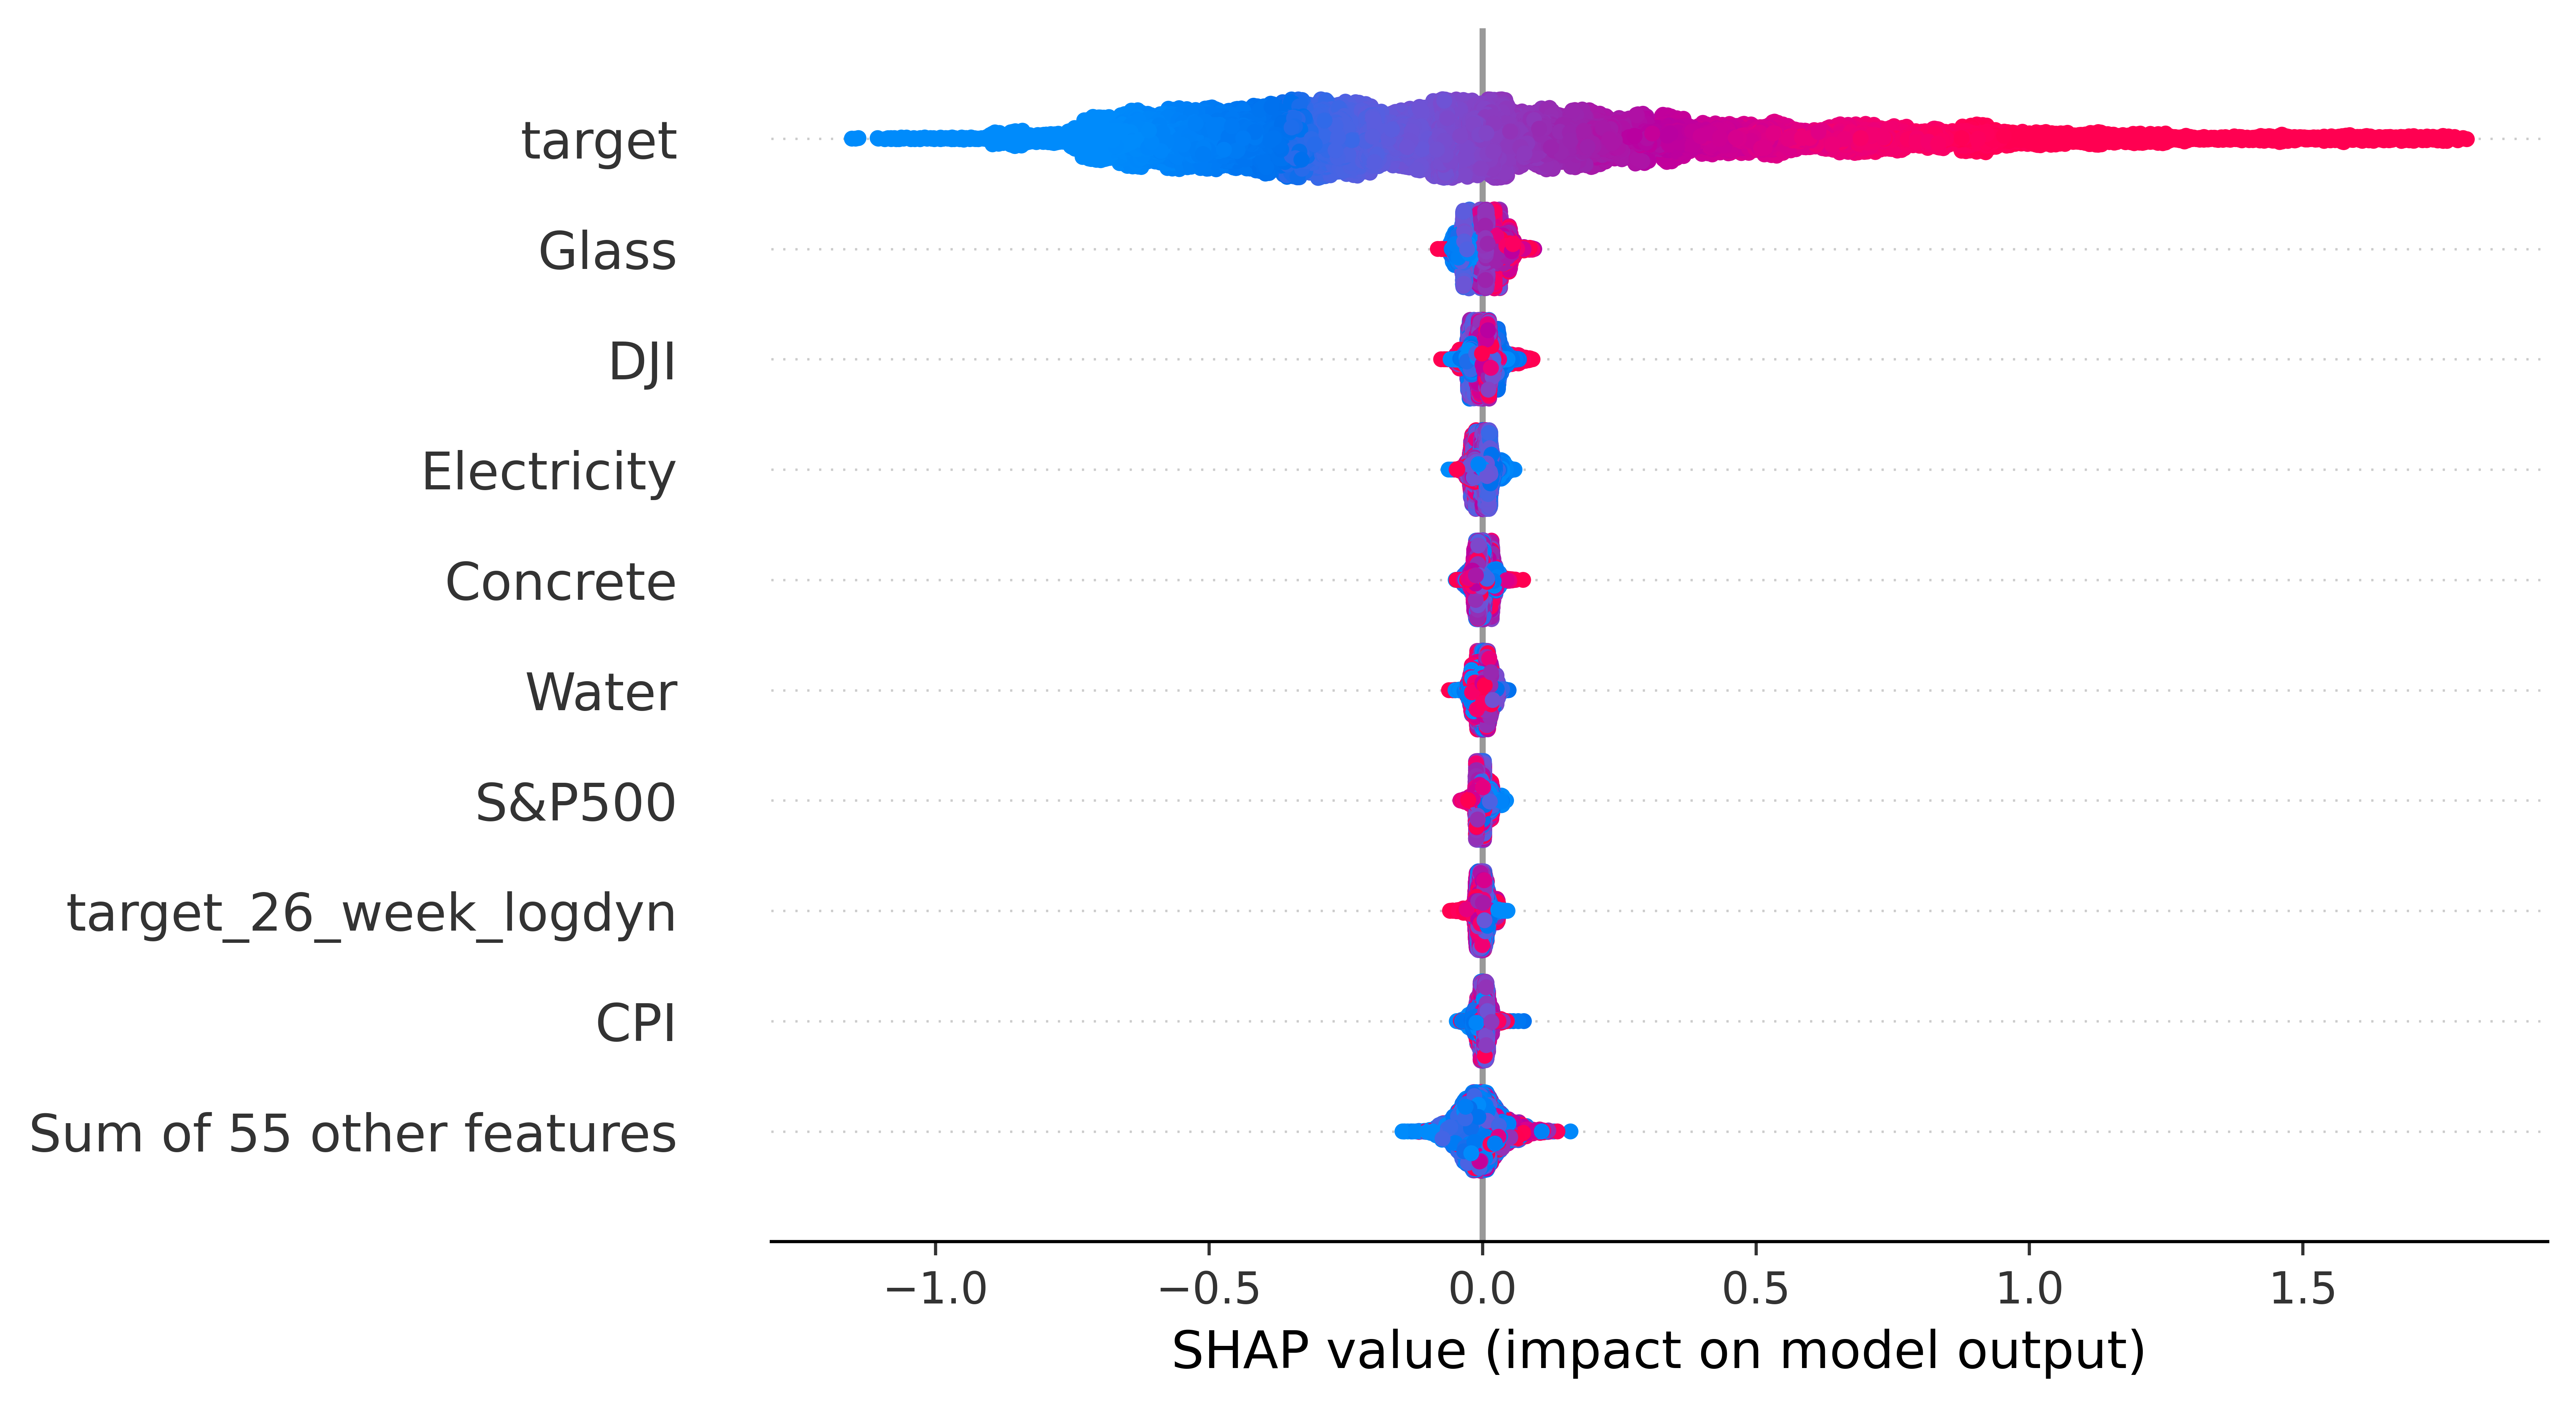 target
Glass
DJI
Electricity
Concrete
Water
S&P500
target_26_week_logdyn
CPI
Sum of 55 other features
−1.0 −0.5 0.0 0.5 1.0 1.5
SHAP value (impact on model output)